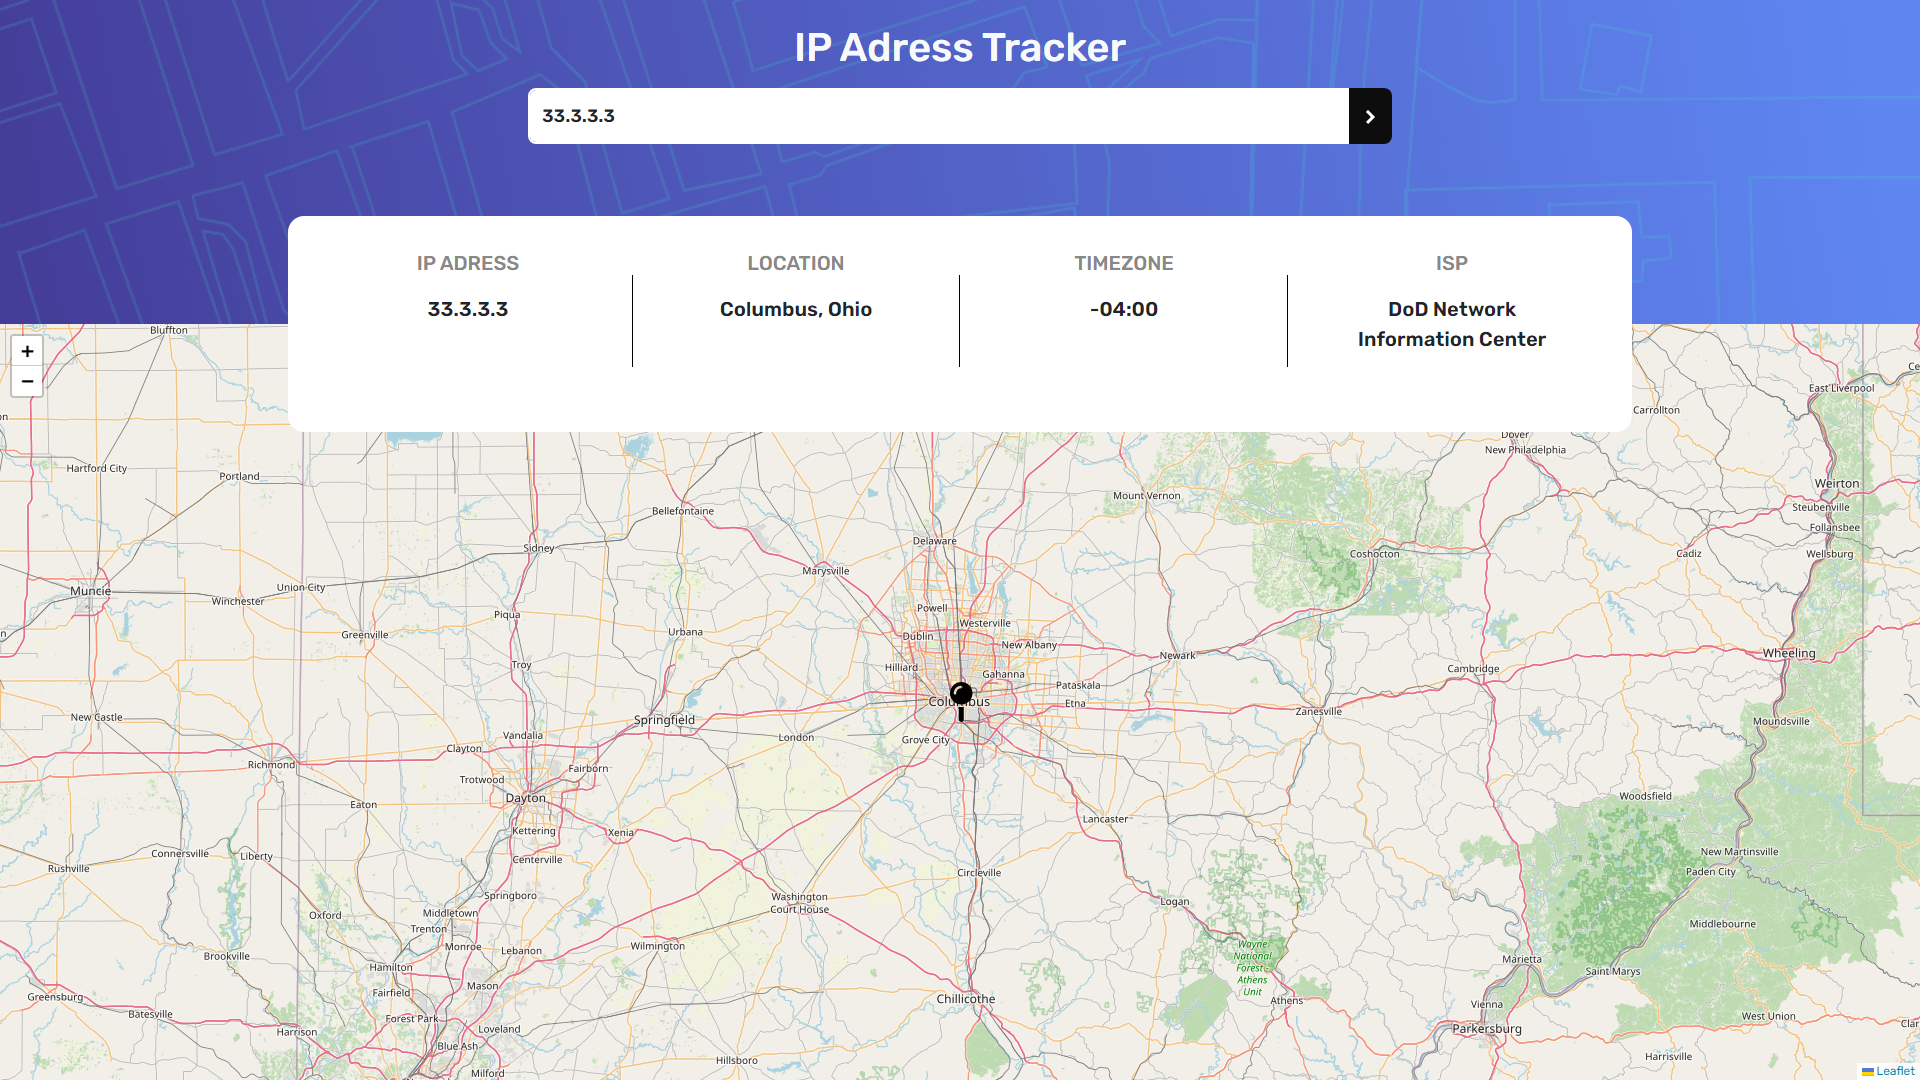 IP Adress Tracker
33.3.3.3
IP ADRESS
33.3.3.3
LOCATION
Columbus, Ohio
TIMEZONE
-04:00
ISP
DoD Network
Information Center
+
−
Bluffton
East Liverpool
Carrollton
Dover
New Philadelphia
Hartford City
Portland
Weirton
Mount Vernon
Steubenville
Bellefontaine
Follansbee
Delaware
Sidney
Coshocton
Cadiz
Wellsburg
Marysville
Union City
Muncie
Winchester
Powell
Piqua
Westerville
Urbana
Greenville
Dublin
New Albany
Wheeling
Newark
Troy
Hilliard
Cambridge
Gahanna
Pataskala
Columbus
Etna
Zanesville
New Castle
Springfield
Moundsville
Vandalia
London
Grove City
Clayton
Richmond
Fairborn
Trotwood
Dayton
Woodsfield
Eaton
Lancaster
Kettering
Xenia
Connersville
Liberty
Centerville
New Martinsville
Rushville
Circleville
Paden City
Springboro
Washington
Court House
Logan
Oxford
Middletown
Middlebourne
Trenton
Monroe
Lebanon
Wilmington
Wayne
National
Forest-
Athens
Unit
Brookville
Marietta
Hamilton
Saint Marys
Mason
Fairfield
Greensburg
Chillicothe
Athens
Vienna
Batesville
Forest Park
West Union
Harrison
Loveland
Parkersburg
Blue Ash
Hillsboro
Harrisville
Milford
Leaflet